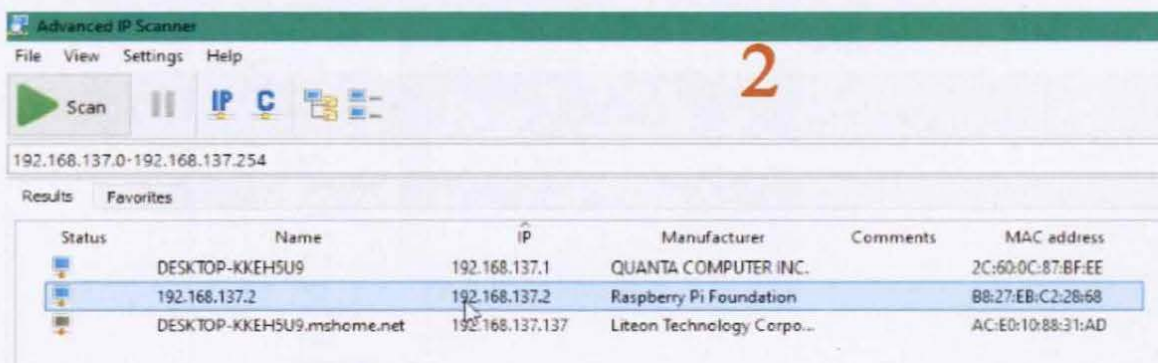 Advanced IP Scanner
File View Settings Help
2
Scan IP C
192.168.137.0-192.168.137.254
Results Favorites
Status Name IP Manufacturer Comments MAC address
DESKTOP-KKEH5U9 192.168.137.1 QUANTA COMPUTER INC. 2C:60:0C:87:BF:EE
192.168.137.2 192.168.137.2 Raspberry Pi Foundation B8:27:EB:C2:28:68
DESKTOP-KKEH5U9.mshome.net 192.168.137.137 Liteon Technology Corpo... AC:E0:10:88:31:AD